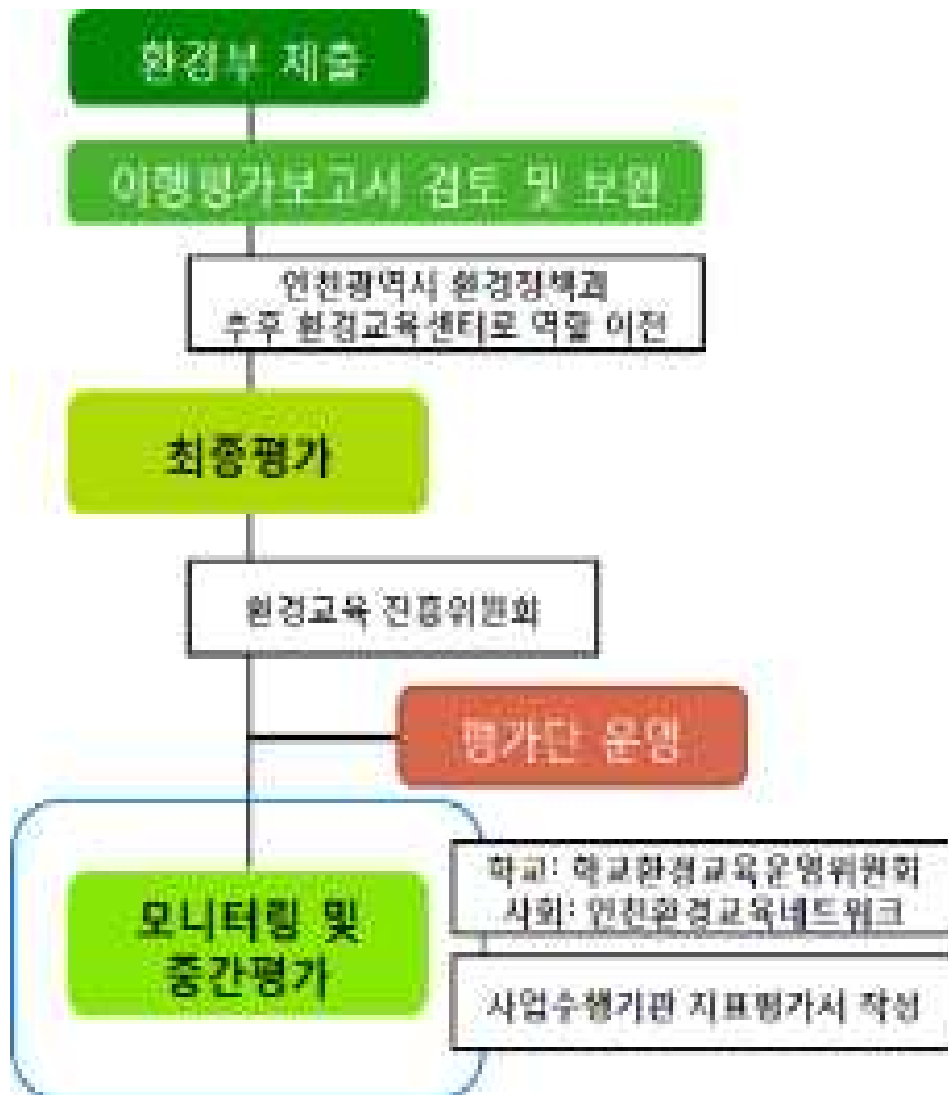 환경부 제출
이행평가보고서 검토 및 보완
인천광역시 환경정책과
추후 환경교육센터로 역할 이전
최종평가
환경교육 진흥위원회
평가단 운영
학교: 학교환경교육운영위원회
사회: 인천환경교육네트워크
모니터링 및
중간평가
사업수행기관 지표평가서 작성